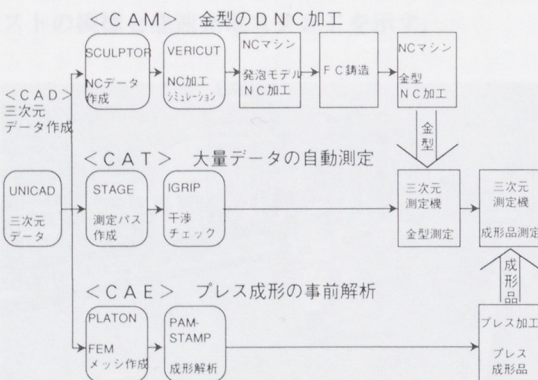 <CAM> 金型のDNC加工
SCULPTOR
NCデータ
作成
VERICUT
NC加工
シミュレーション
NCマシン
発泡モデル
NC加工
FC鋳造
NCマシン
金型
NC加工
<CAD>
三次元
データ作成
金型
<CAT> 大量データの自動測定
UNICAD
三次元
データ
STAGE
測定パス
作成
IGRIP
干渉
チェック
三次元
測定機
金型測定
三次元
測定機
成形品測定
成形品
<CAE> プレス成形の事前解析
PLATON
FEM
メッシ作成
PAM-
STAMP
成形解析
プレス加工
プレス
成形品